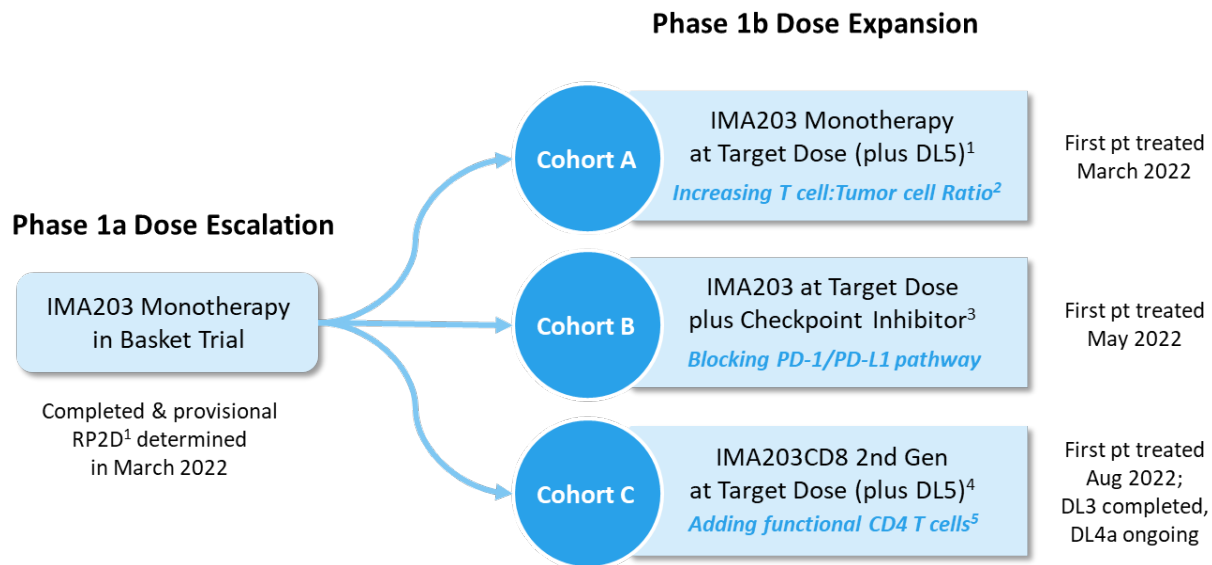 Phase 1b Dose Expansion
Cohort A
IMA203 Monotherapy
at Target Dose (plus DL5)¹
Increasing T cell:Tumor cell Ratio²
First pt treated
March 2022
Phase 1a Dose Escalation
IMA203 Monotherapy
in Basket Trial
Completed & provisional
RP2D¹ determined
in March 2022
Cohort B
IMA203 at Target Dose
plus Checkpoint Inhibitor³
Blocking PD-1/PD-L1 pathway
First pt treated
May 2022
Cohort C
IMA203CD8 2nd Gen
at Target Dose (plus DL5)⁴
Adding functional CD4 T cells⁵
First pt treated
Aug 2022;
DL3 completed,
DL4a ongoing